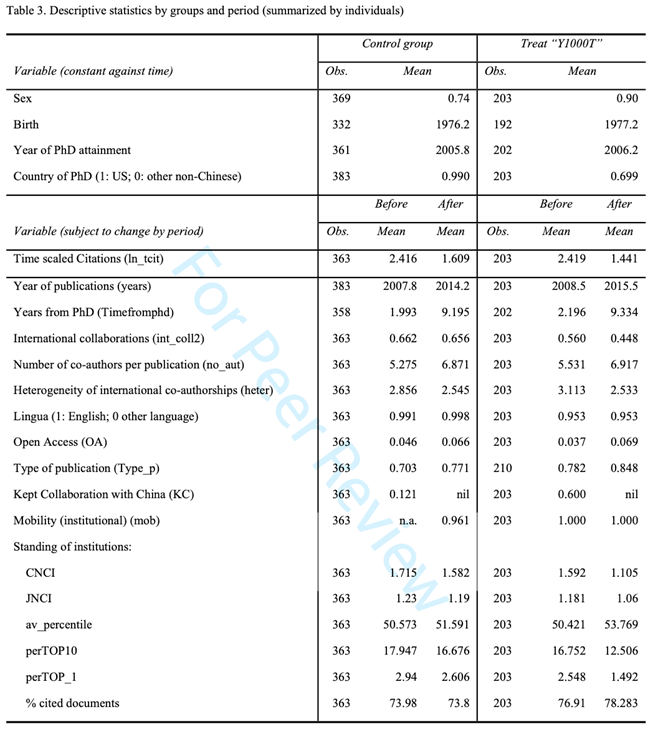 Table 3. Descriptive statistics by groups and period (summarized by individuals)
Control group Treat “Y1000T”
Variable (constant against time) Obs. Mean Obs. Mean
Sex 369 0.74 203 0.90
Birth 332 1976.2 192 1977.2
Year of PhD attainment 361 2005.8 202 2006.2
Country of PhD (1: US; 0: other non-Chinese) 383 0.990 203 0.699
Before After Before After
Variable (subject to change by period) Obs. Mean Mean Obs. Mean Mean
Time scaled Citations (ln_tcit) 363 2.416 1.609 203 2.419 1.441
Year of publications (years) 383 2007.8 2014.2 203 2008.5 2015.5
Years from PhD (Timefromphd) 358 1.993 9.195 202 2.196 9.334
International collaborations (int_coll2) 363 0.662 0.656 203 0.560 0.448
Number of co-authors per publication (no_aut) 363 5.275 6.871 203 5.531 6.917
Heterogeneity of international co-authorships (heter) 363 2.856 2.545 203 3.113 2.533
Lingua (1: English; 0 other language) 363 0.991 0.998 203 0.953 0.953
Open Access (OA) 363 0.046 0.066 203 0.037 0.069
Type of publication (Type_p) 363 0.703 0.771 210 0.782 0.848
Kept Collaboration with China (KC) 363 0.121 nil 203 0.600 nil
Mobility (institutional) (mob) 363 n.a. 0.961 203 1.000 1.000
Standing of institutions:
CNCI 363 1.715 1.582 203 1.592 1.105
JNCI 363 1.23 1.19 203 1.181 1.06
av_percentile 363 50.573 51.591 203 50.421 53.769
perTOP10 363 17.947 16.676 203 16.752 12.506
perTOP_1 363 2.94 2.606 203 2.548 1.492
% cited documents 363 73.98 73.8 203 76.91 78.283
For Peer Review